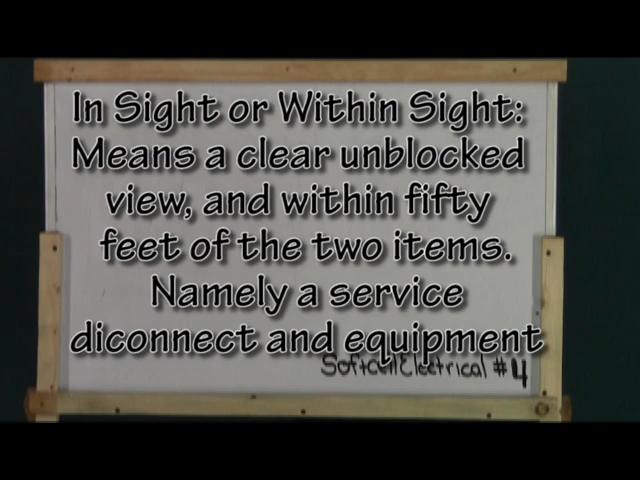 In Sight or Within Sight:
Means a clear unblocked
view, and within fifty
feet of the two items.
Namely a service
diconnect and equipment
SoftcellElectrical #4